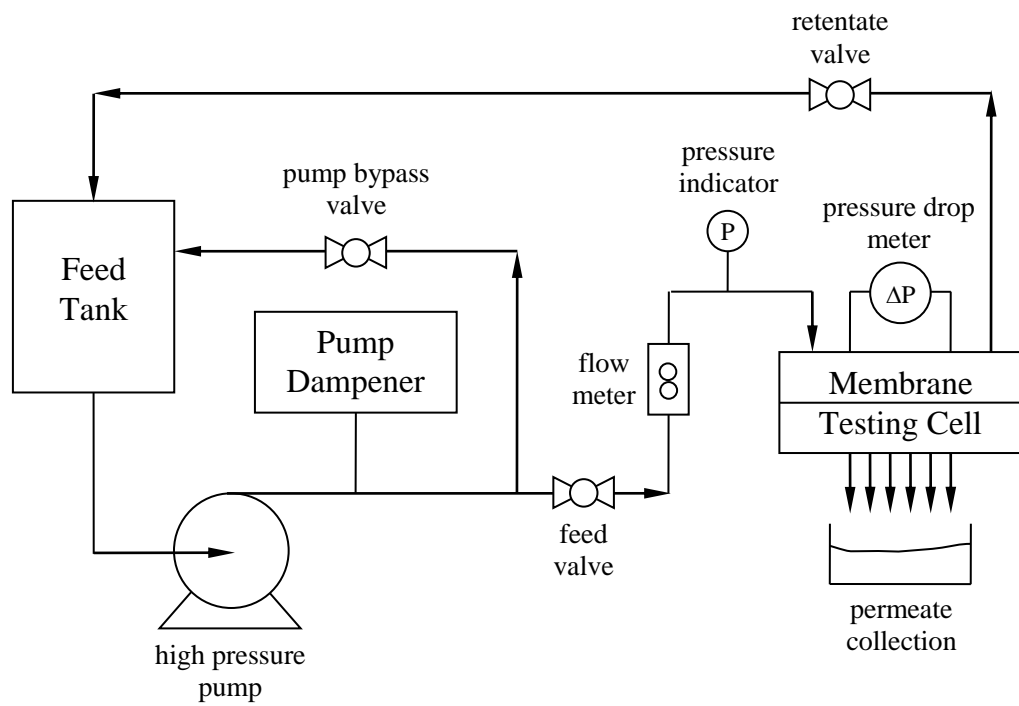 retentate
valve
pressure
indicator
pump bypass
valve
pressure drop
meter
P
Feed
Tank
ΔP
Pump
Dampener
flow
meter
Membrane
Testing Cell
feed
valve
permeate
collection
high pressure
pump